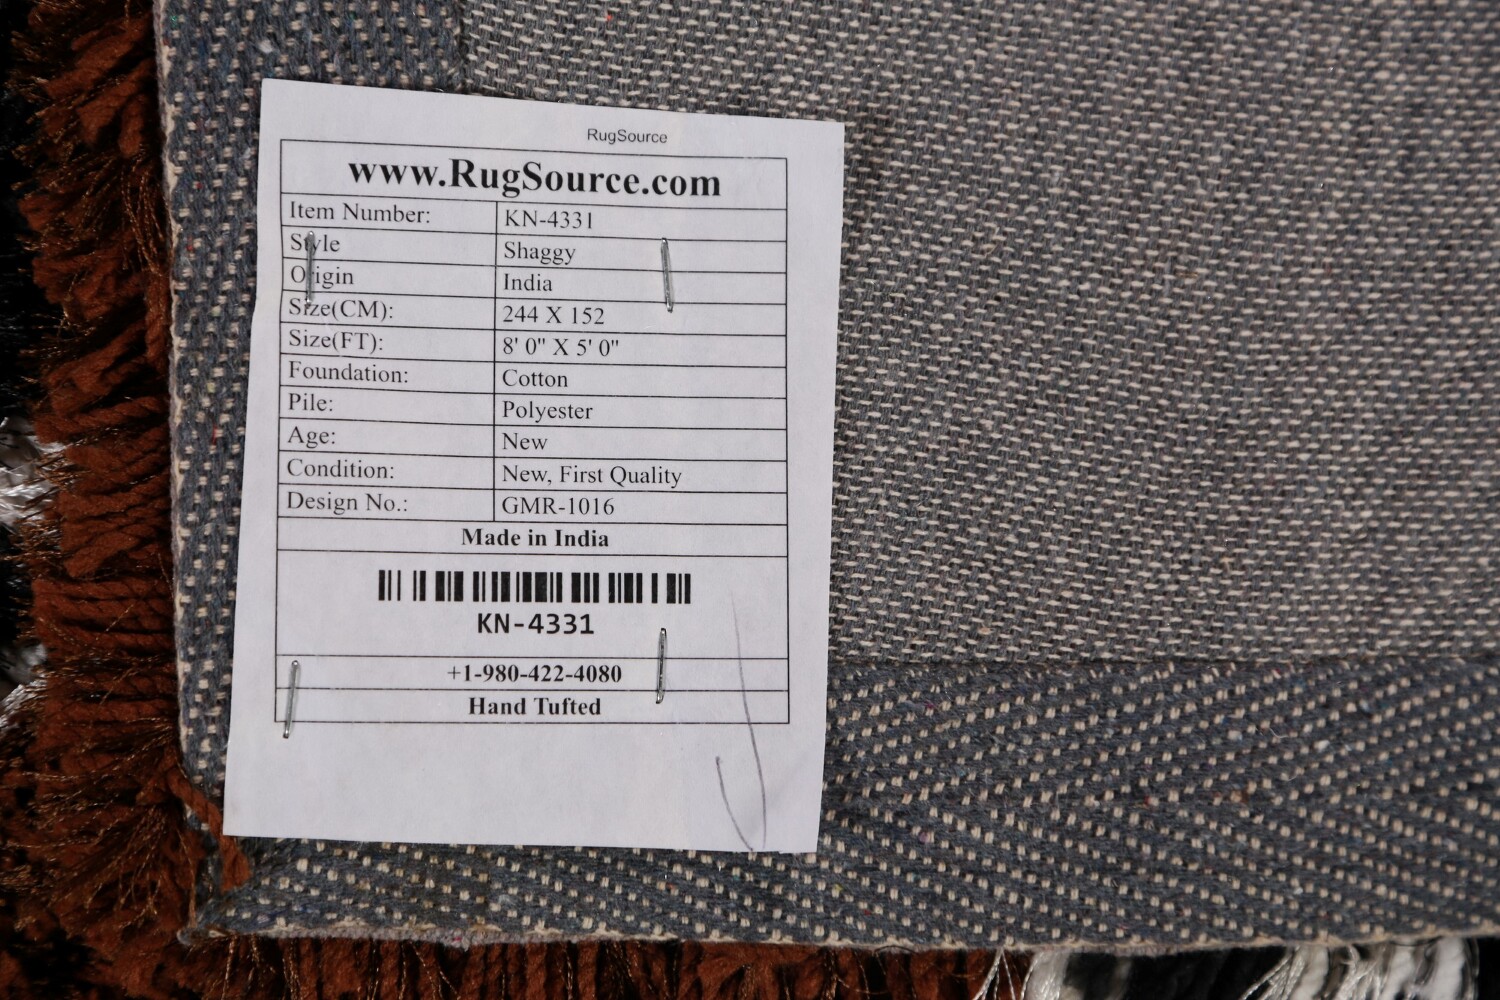 RugSource
www.RugSource.com
Item Number: KN-4331
Style Shaggy
Origin India
Size(CM): 244 X 152
Size(FT): 8' 0" X 5' 0"
Foundation: Cotton
Pile: Polyester
Age: New
Condition: New, First Quality
Design No.: GMR-1016
Made in India
KN-4331
+1-980-422-4080
Hand Tufted